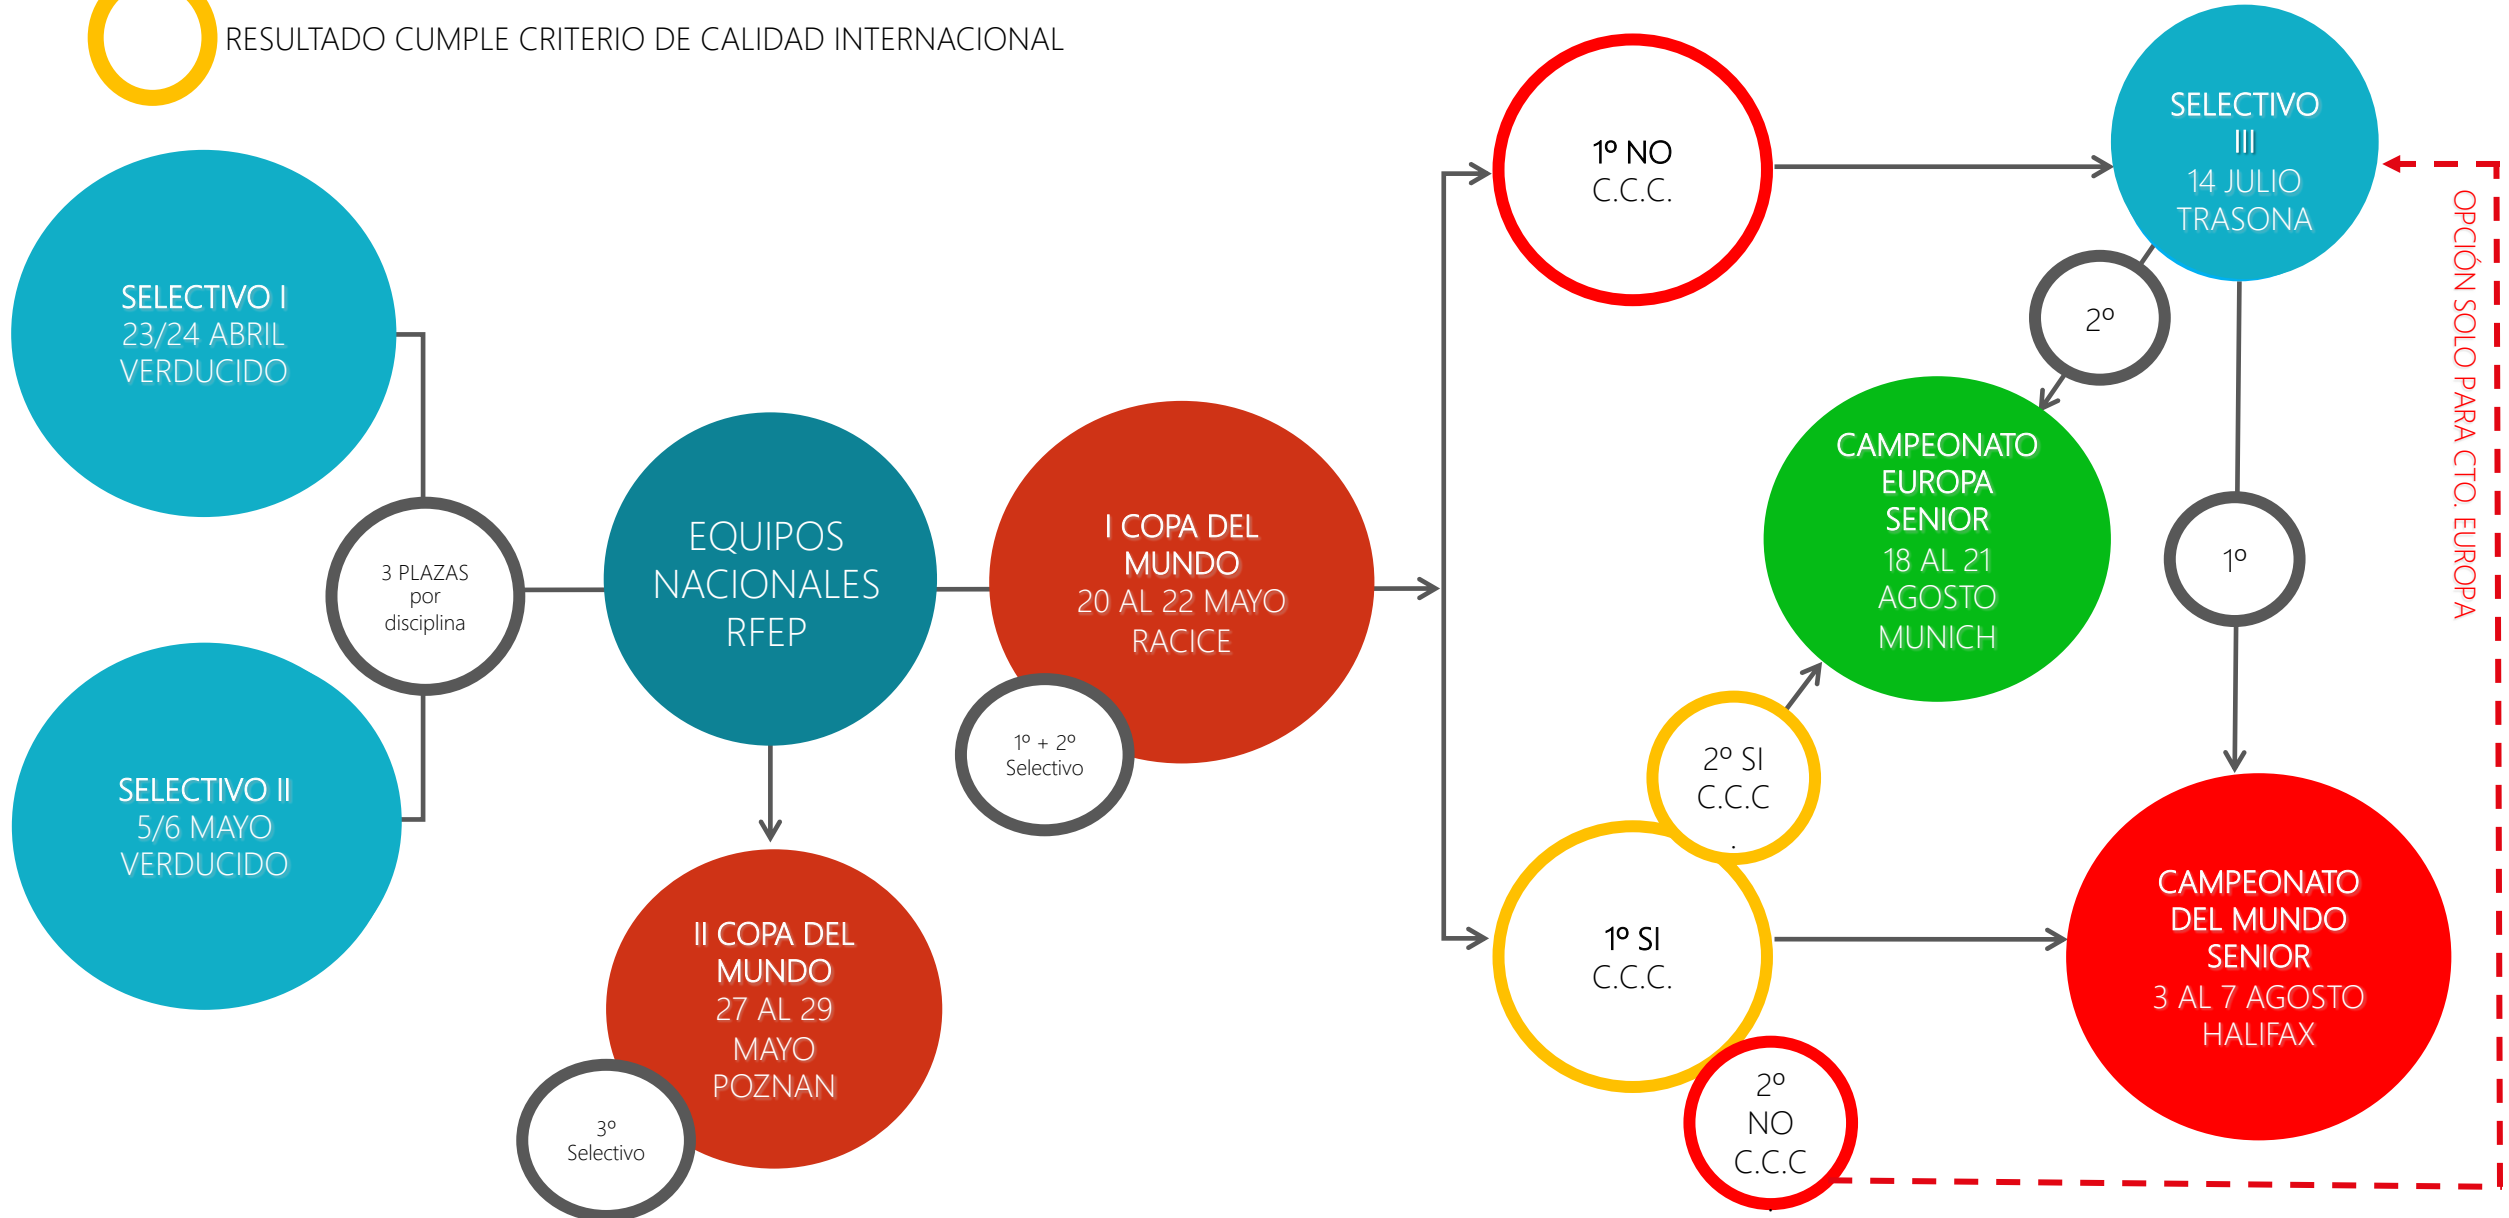 RESULTADO CUMPLE CRITERIO DE CALIDAD INTERNACIONAL
SELECTIVO I
23/24 ABRIL
VERDUCIDO
SELECTIVO II
5/6 MAYO
VERDUCIDO
3 PLAZAS
por
disciplina
EQUIPOS
NACIONALES
RFEP
I COPA DEL
MUNDO
20 AL 22 MAYO
RACICE
1º + 2º
Selectivo
II COPA DEL
MUNDO
27 AL 29
MAYO
POZNAN
3º
Selectivo
1º NO
C.C.C.
SELECTIVO
III
14 JULIO
TRASONA
2º
CAMPEONATO
EUROPA
SENIOR
18 AL 21
AGOSTO
MUNICH
1º
2º SI
C.C.C
.
1º SI
C.C.C.
2º
NO
C.C.C
.
CAMPEONATO
DEL MUNDO
SENIOR
3 AL 7 AGOSTO
HALIFAX
OPCIÓN SOLO PARA CTO. EUROPA